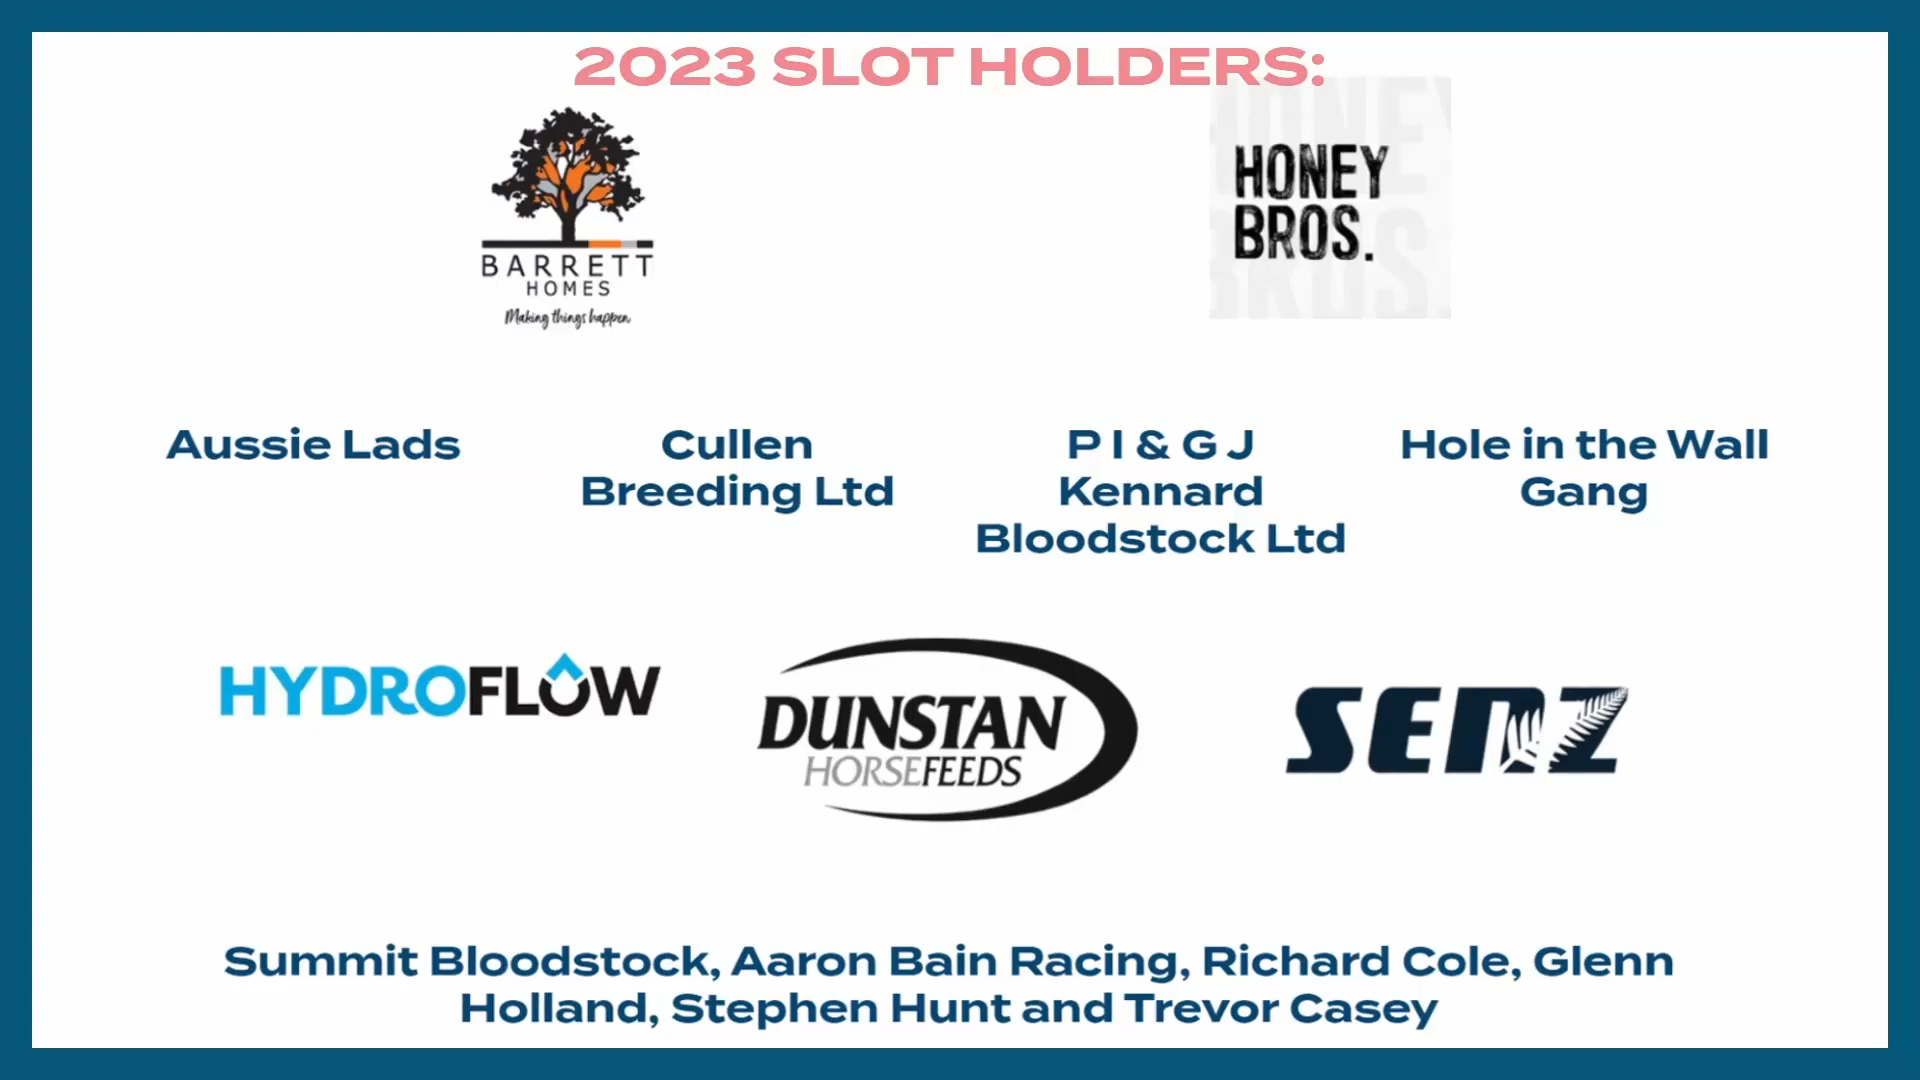 2023 SLOT HOLDERS:
BARRETT
HOMES
Making things happen
HONEY
BROS.
Aussie Lads
Cullen
Breeding Ltd
P I & G J
Kennard
Bloodstock Ltd
Hole in the Wall
Gang
HYDROFLOW
DUNSTAN
HORSEFEEDS
SENZ
Summit Bloodstock, Aaron Bain Racing, Richard Cole, Glenn
Holland, Stephen Hunt and Trevor Casey